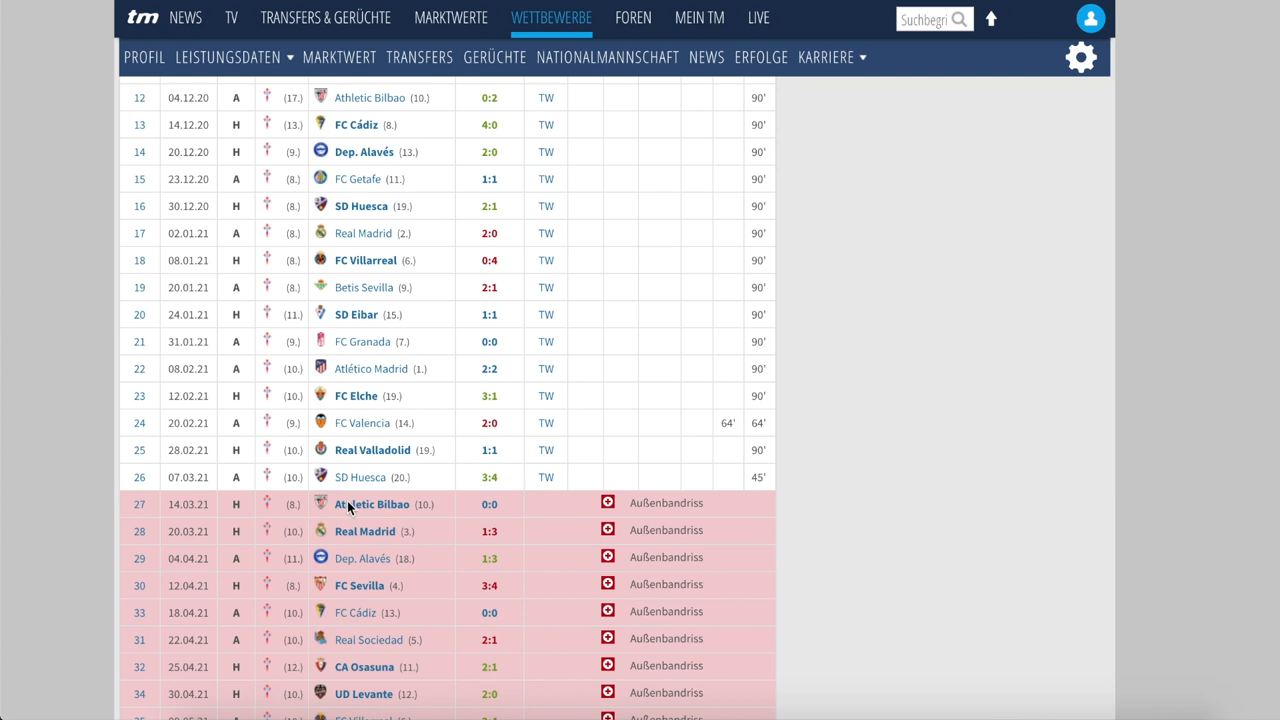 tm NEWS TV TRANSFERS & GERÜCHTE MARKTWERTE WETTBEWERBE FOREN MEIN TM LIVE Suchbegri
PROFIL LEISTUNGSDATEN MARKTWERT TRANSFERS GERÜCHTE NATIONALMANNSCHAFT NEWS ERFOLGE KARRIERE
12 04.12.20 A (17.) Athletic Bilbao (10.) 0:2 TW 90'
13 14.12.20 H (13.) FC Cádiz (8.) 4:0 TW 90'
14 20.12.20 H (9.) Dep. Alavés (13.) 2:0 TW 90'
15 23.12.20 A (8.) FC Getafe (11.) 1:1 TW 90'
16 30.12.20 H (8.) SD Huesca (19.) 2:1 TW 90'
17 02.01.21 A (8.) Real Madrid (2.) 2:0 TW 90'
18 08.01.21 H (8.) FC Villarreal (6.) 0:4 TW 90'
19 20.01.21 A (8.) Betis Sevilla (9.) 2:1 TW 90'
20 24.01.21 H (11.) SD Eibar (15.) 1:1 TW 90'
21 31.01.21 A (9.) FC Granada (7.) 0:0 TW 90'
22 08.02.21 A (10.) Atlético Madrid (1.) 2:2 TW 90'
23 12.02.21 H (10.) FC Elche (19.) 3:1 TW 90'
24 20.02.21 A (9.) FC Valencia (14.) 2:0 TW 64' 64'
25 28.02.21 H (10.) Real Valladolid (19.) 1:1 TW 90'
26 07.03.21 A (10.) SD Huesca (20.) 3:4 TW 45'
27 14.03.21 H (8.) Athletic Bilbao (10.) 0:0 Außenbandriss
28 20.03.21 H (10.) Real Madrid (3.) 1:3 Außenbandriss
29 04.04.21 A (11.) Dep. Alavés (18.) 1:3 Außenbandriss
30 12.04.21 H (8.) FC Sevilla (4.) 3:4 Außenbandriss
33 18.04.21 A (10.) FC Cádiz (13.) 0:0 Außenbandriss
31 22.04.21 A (10.) Real Sociedad (5.) 2:1 Außenbandriss
32 25.04.21 H (12.) CA Osasuna (11.) 2:1 Außenbandriss
34 30.04.21 H (10.) UD Levante (12.) 2:0 Außenbandriss